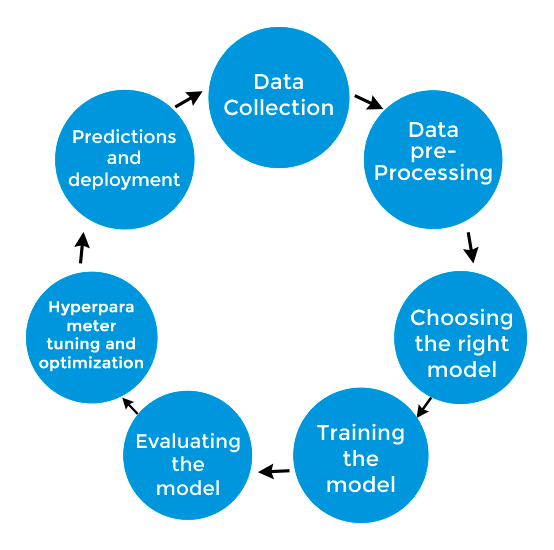 Data
Collection
Data
pre-
Processing
Choosing
the right
model
Training
the
model
Evaluating
the
model
Hyperpara
meter
tuning and
optimization
Predictions
and
deployment